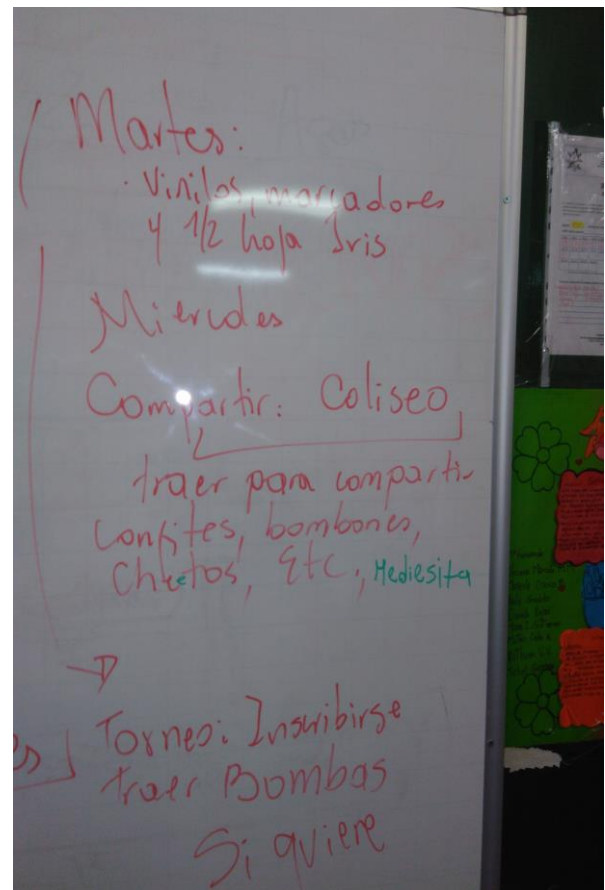 Martes:
· Vinilos, marcadores
y 1/2 hoja Iris
Miercoles
Compartir: Coliseo
traer para compartir
Confites, bombones,
Chetos, Etc., Mediesita
Torneo: Inscribirse
traer Bombas
Si quiere